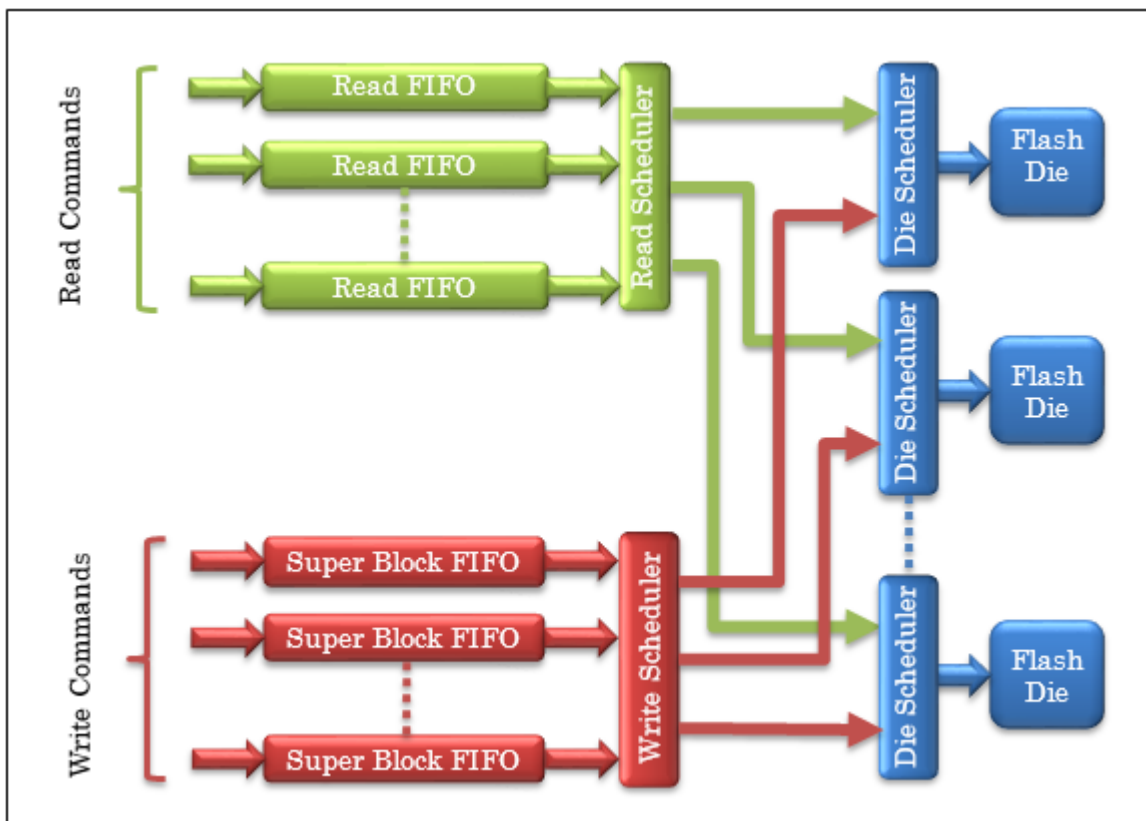 Read Commands
Read FIFO
Read FIFO
Read FIFO
Read Scheduler
Die Scheduler
Flash
Die
Die Scheduler
Flash
Die
Write Commands
Super Block FIFO
Super Block FIFO
Super Block FIFO
Write Scheduler
Die Scheduler
Flash
Die